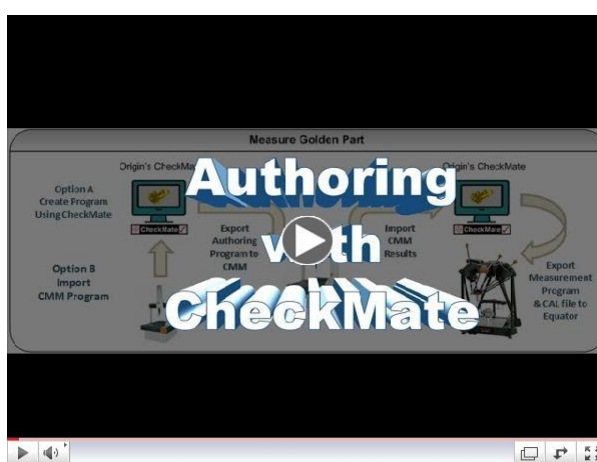 Measure Golden Part
Origin's CheckMa
Origin's CheckMate
Authoring
with
CheckMate
Option A
Create Program
Using CheckMate
CheckMate
CheckMate
Export
Authoring
Program to
CMM
Import
CMM
Results
Option B
Import
CMM Program
Export
Measurement
Program
& CAL file to
Equator